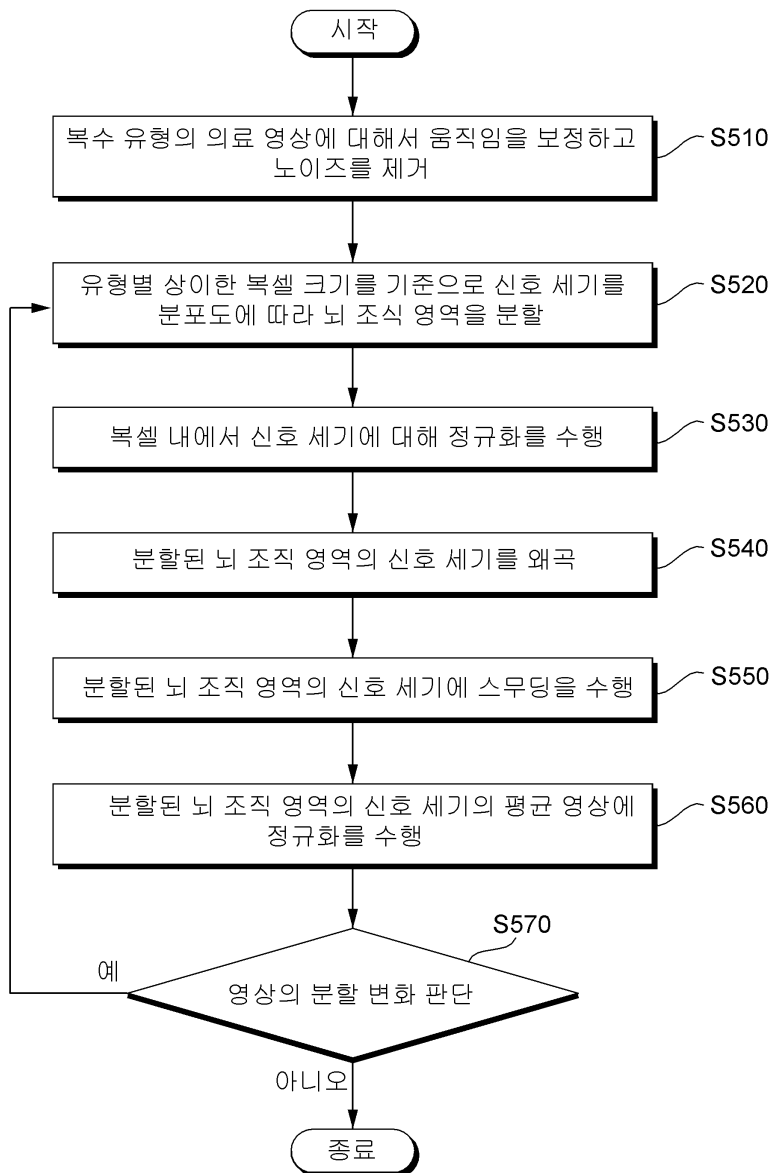 시작
복수 유형의 의료 영상에 대해서 움직임을 보정하고
노이즈를 제거
S510
유형별 상이한 복셀 크기를 기준으로 신호 세기를
분포도에 따라 뇌 조식 영역을 분할
S520
복셀 내에서 신호 세기에 대해 정규화를 수행
S530
분할된 뇌 조직 영역의 신호 세기를 왜곡
S540
분할된 뇌 조직 영역의 신호 세기에 스무딩을 수행
S550
분할된 뇌 조직 영역의 신호 세기의 평균 영상에
정규화를 수행
S560
S570
예
영상의 분할 변화 판단
아니오
종료